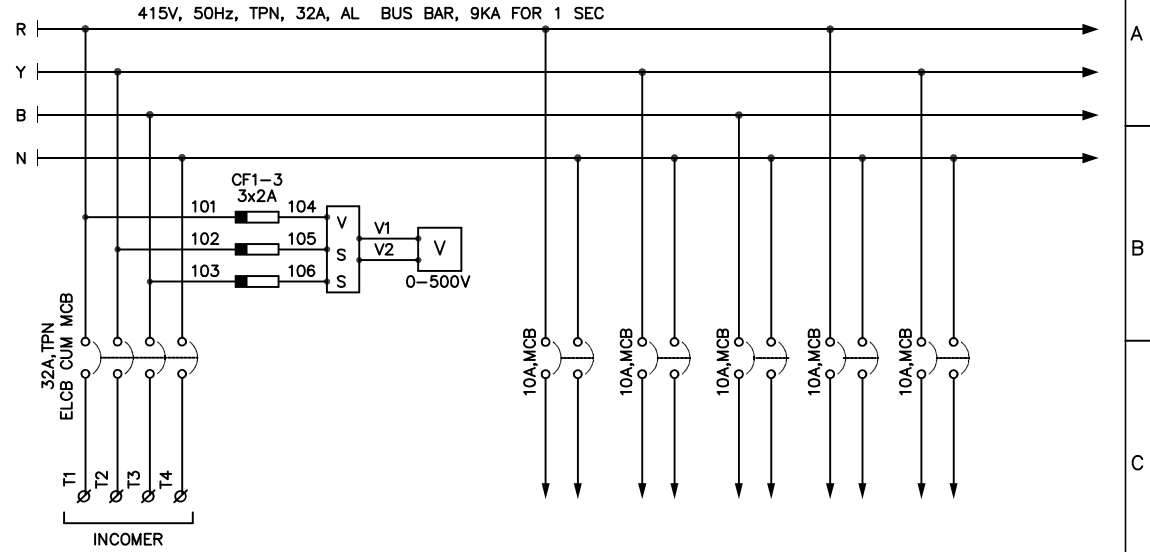 415V, 50Hz, TPN, 32A, AL BUS BAR, 9KA FOR 1 SEC
R
Y
B
N
A
B
C
CF1-3
3x2A
101
104
102
105
103
106
V
S
S
V1
V2
V
0-500V
32A,TPN
ELCB CUM MCB
10A,MCB
10A,MCB
10A,MCB
10A,MCB
10A,MCB
T1
T2
T3
T4
INCOMER